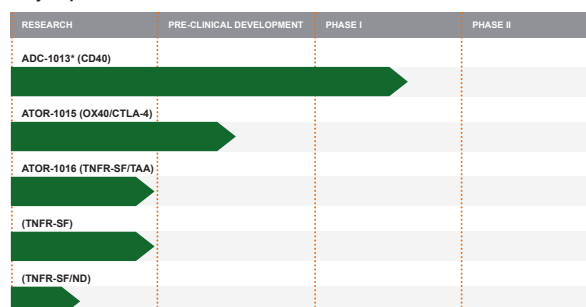 RESEARCH PRE-CLINICAL DEVELOPMENT PHASE I PHASE II
ADC-1013* (CD40)
ATOR-1015 (OX40/CTLA-4)
ATOR-1016 (TNFR-SF/TAA)
(TNFR-SF)
(TNFR-SF/ND)